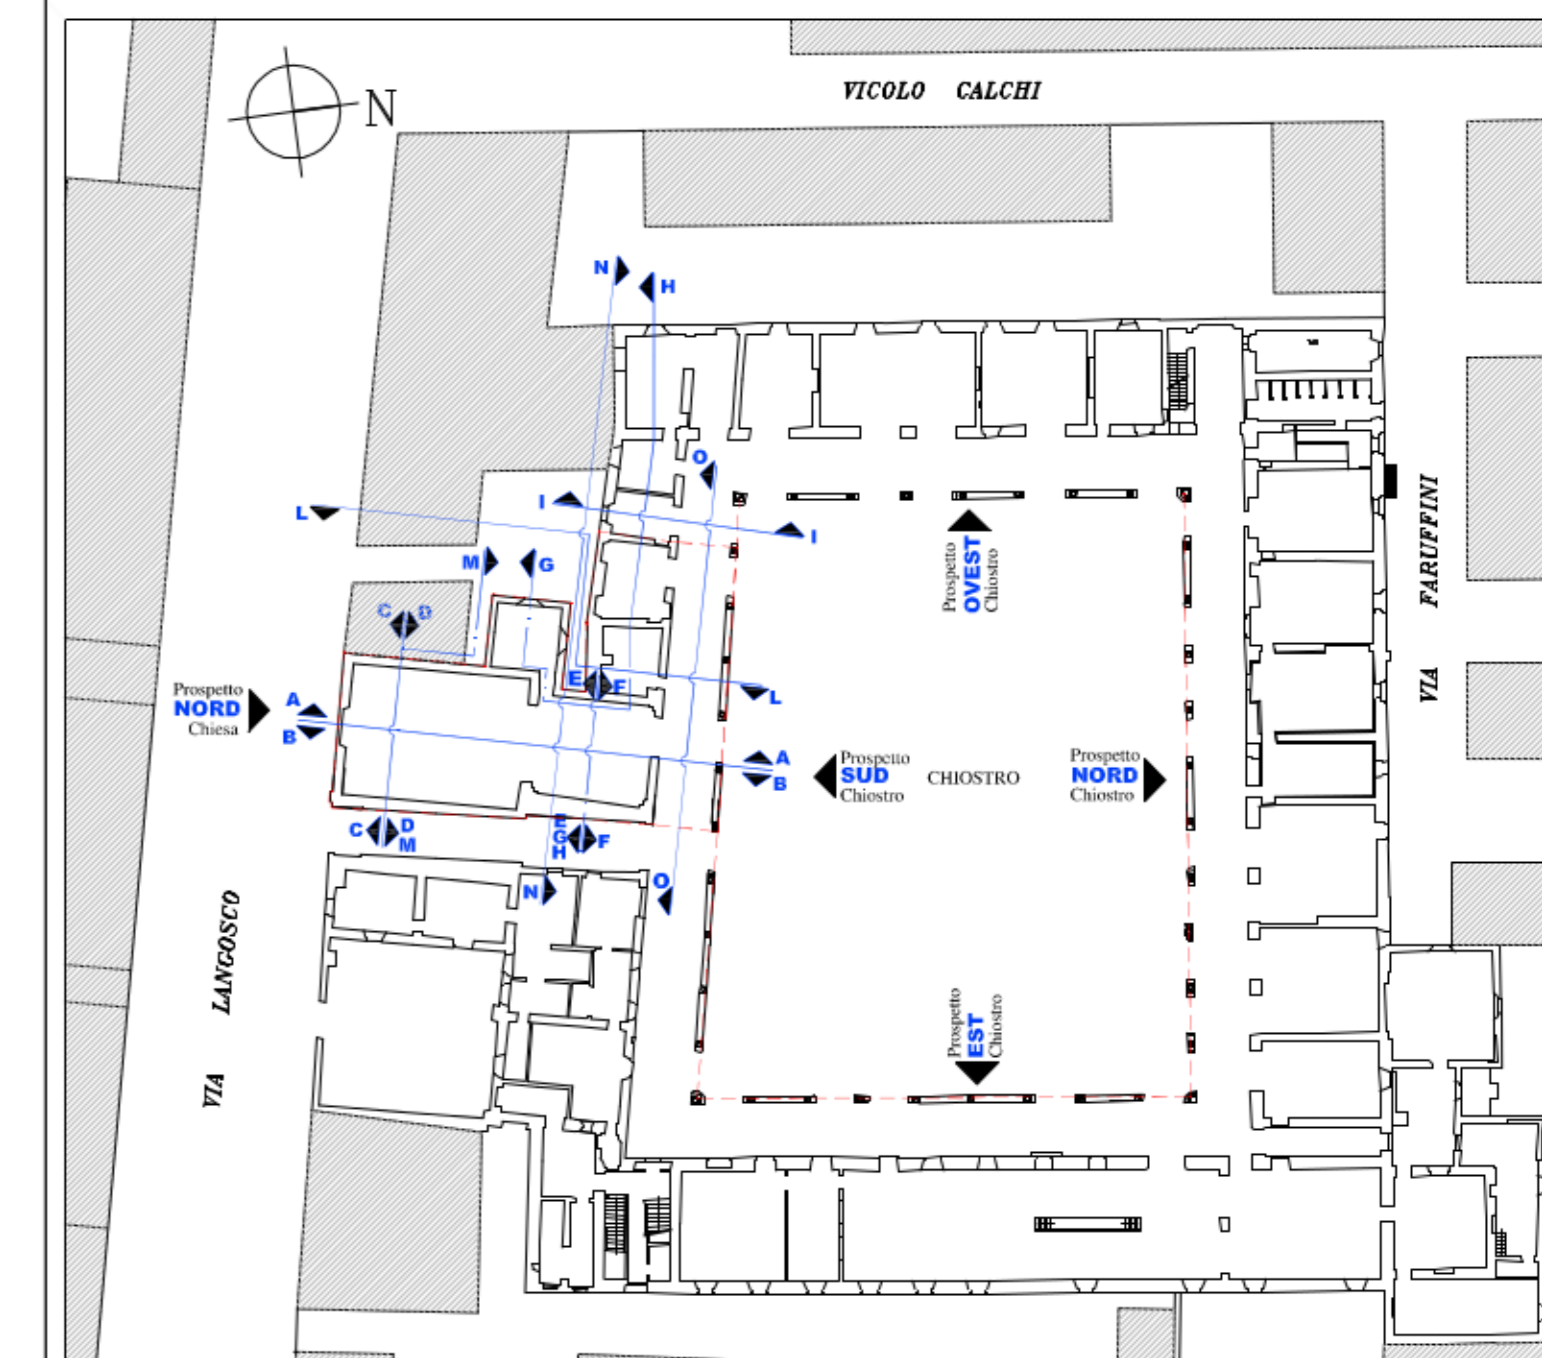 VICOLO CALCHI
N
N
H
O
I
L
I
M
G
C D
E F
L
Prospetto
NORD
Chiesa
A
B
A
B
Prospetto
OVEST
Chiostro
Prospetto
SUD
Chiostro
CHIOSTRO
Prospetto
NORD
Chiostro
VIA FARUFFINI
C
D
M
E
G
H
F
N
O
VIA LANGOSCO
Prospetto
EST
Chiostro